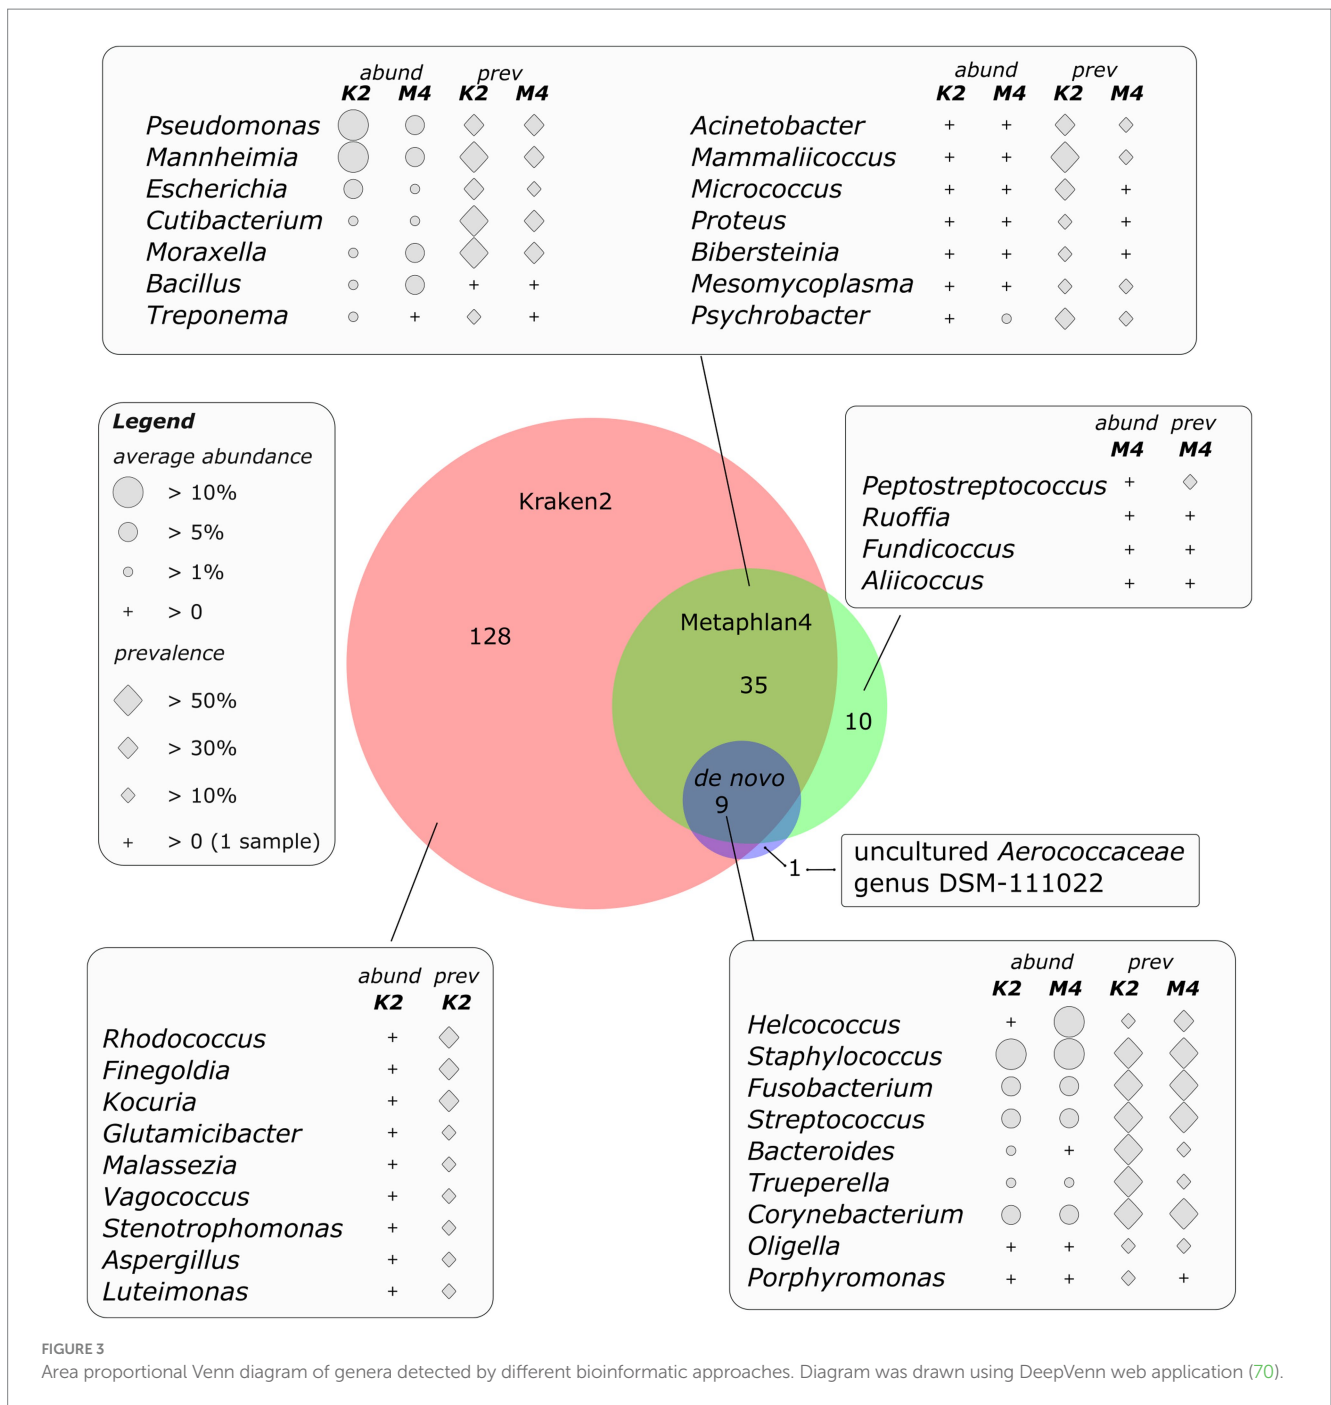 abund prev
K2 M4 K2 M4
Pseudomonas
Mannheimia
Escherichia
Cutibacterium
Moraxella
Bacillus + +
Treponema + +
abund prev
K2 M4 K2 M4
Acinetobacter + +
Mammaliicoccus + +
Micrococcus + + +
Proteus + + +
Bibersteinia + + +
Mesomycoplasma + +
Psychrobacter +
Legend
average abundance
> 10%
> 5%
> 1%
+ > 0
prevalence
> 50%
> 30%
> 10%
+ > 0 (1 sample)
Kraken2
128
Metaphlan4
35
10
de novo
9
1
abund prev
M4 M4
Peptostreptococcus +
Ruoffia + +
Fundicoccus + +
Aliicoccus + +
uncultured Aerococcaceae
genus DSM-111022
abund prev
K2 K2
Rhodococcus +
Finegoldia +
Kocuria +
Glutamicibacter +
Malassezia +
Vagococcus +
Stenotrophomonas +
Aspergillus +
Luteimonas +
abund prev
K2 M4 K2 M4
Helcococcus +
Staphylococcus
Fusobacterium
Streptococcus
Bacteroides +
Trueperella
Corynebacterium
Oligella + +
Porphyromonas + + +
FIGURE 3
Area proportional Venn diagram of genera detected by different bioinformatic approaches. Diagram was drawn using DeepVenn web application (70).